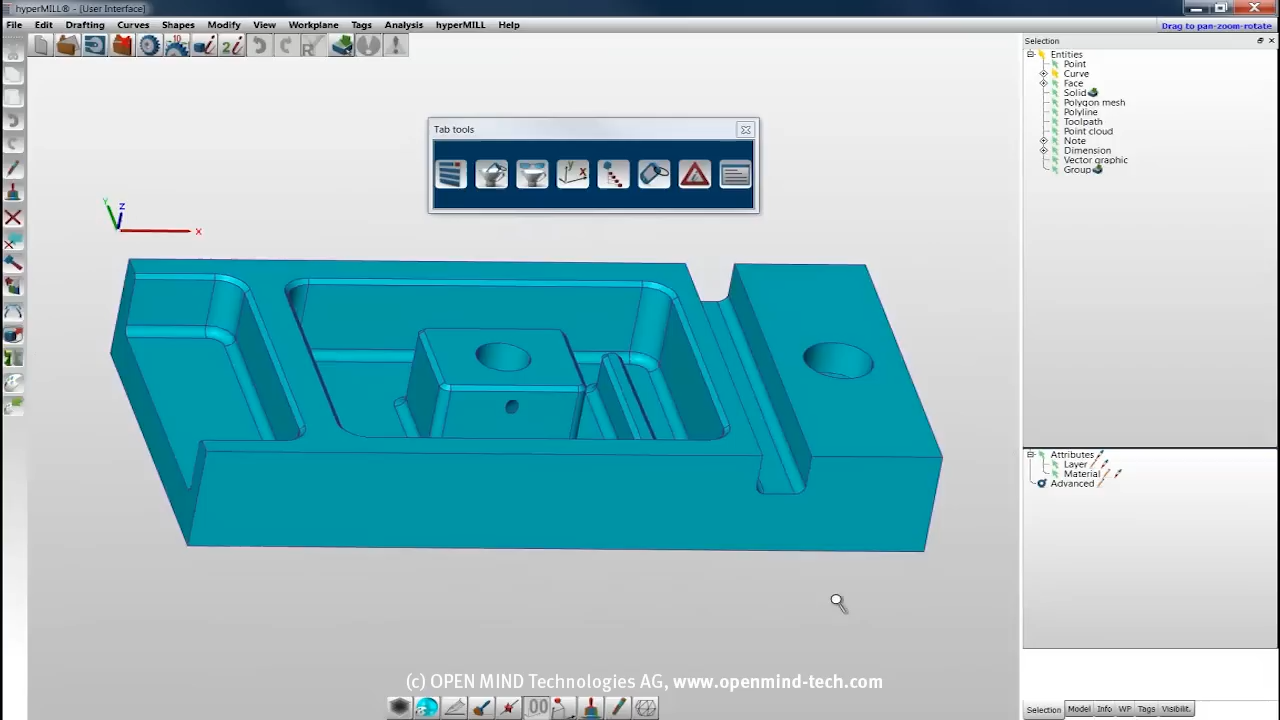 hyperMILL® - [User Interface]
File Edit Drafting Curves Shapes Modify View Workplane Tags Analysis hyperMILL Help
Drag to pan-zoom-rotate
Tab tools
Y
Z
X
Selection
Entities
Point
Curve
Face
Solid
Polygon mesh
Polyline
Toolpath
Point cloud
Note
Dimension
Vector graphic
Group
Attributes
Layer
Material
Advanced
(c) OPEN MIND Technologies AG, www.openmind-tech.com
Selection Model Info WP Tags Visibilit.